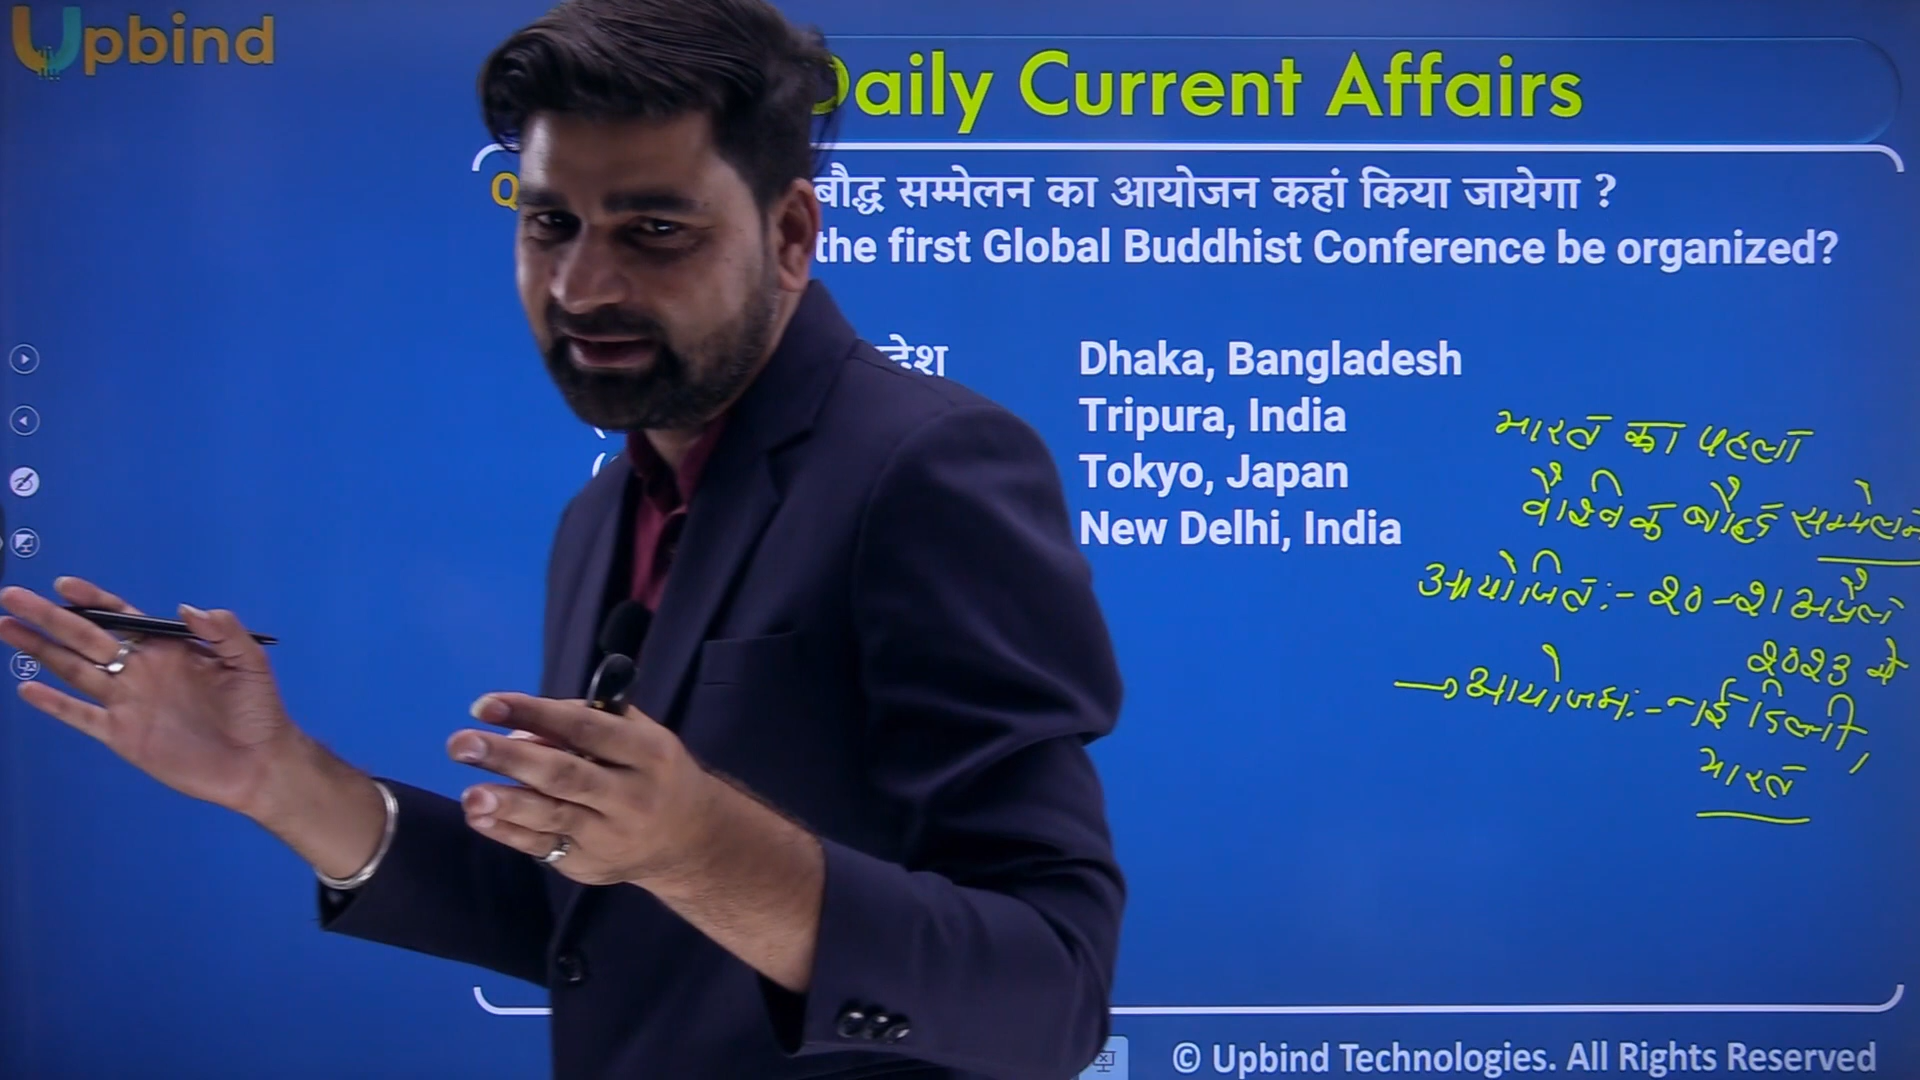 Upbind
Daily Current Affairs
Q
बौद्ध सम्मेलन का आयोजन कहां किया जायेगा ?
the first Global Buddhist Conference be organized?
Dhaka, Bangladesh
Tripura, India
Tokyo, Japan
New Delhi, India
भारत का पहला
वैश्विक बौद्ध सम्मेलन
आयोजित:- 20-21 अप्रैल
2023 में
→ आयोजन:- नई दिल्ली,
भारत
© Upbind Technologies. All Rights Reserved